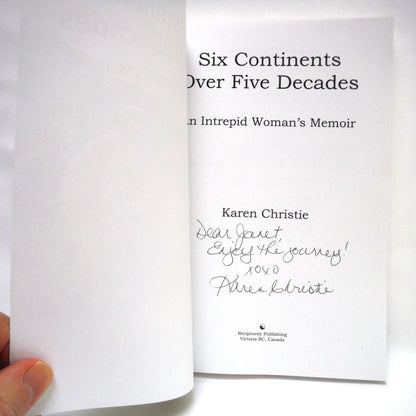 Six Continents
Over Five Decades
An Intrepid Woman's Memoir
Karen Christie
Dear Janet,
Enjoy the journey!
xoxo
Karen Christie
Reciprocity Publishing
Victoria BC, Canada